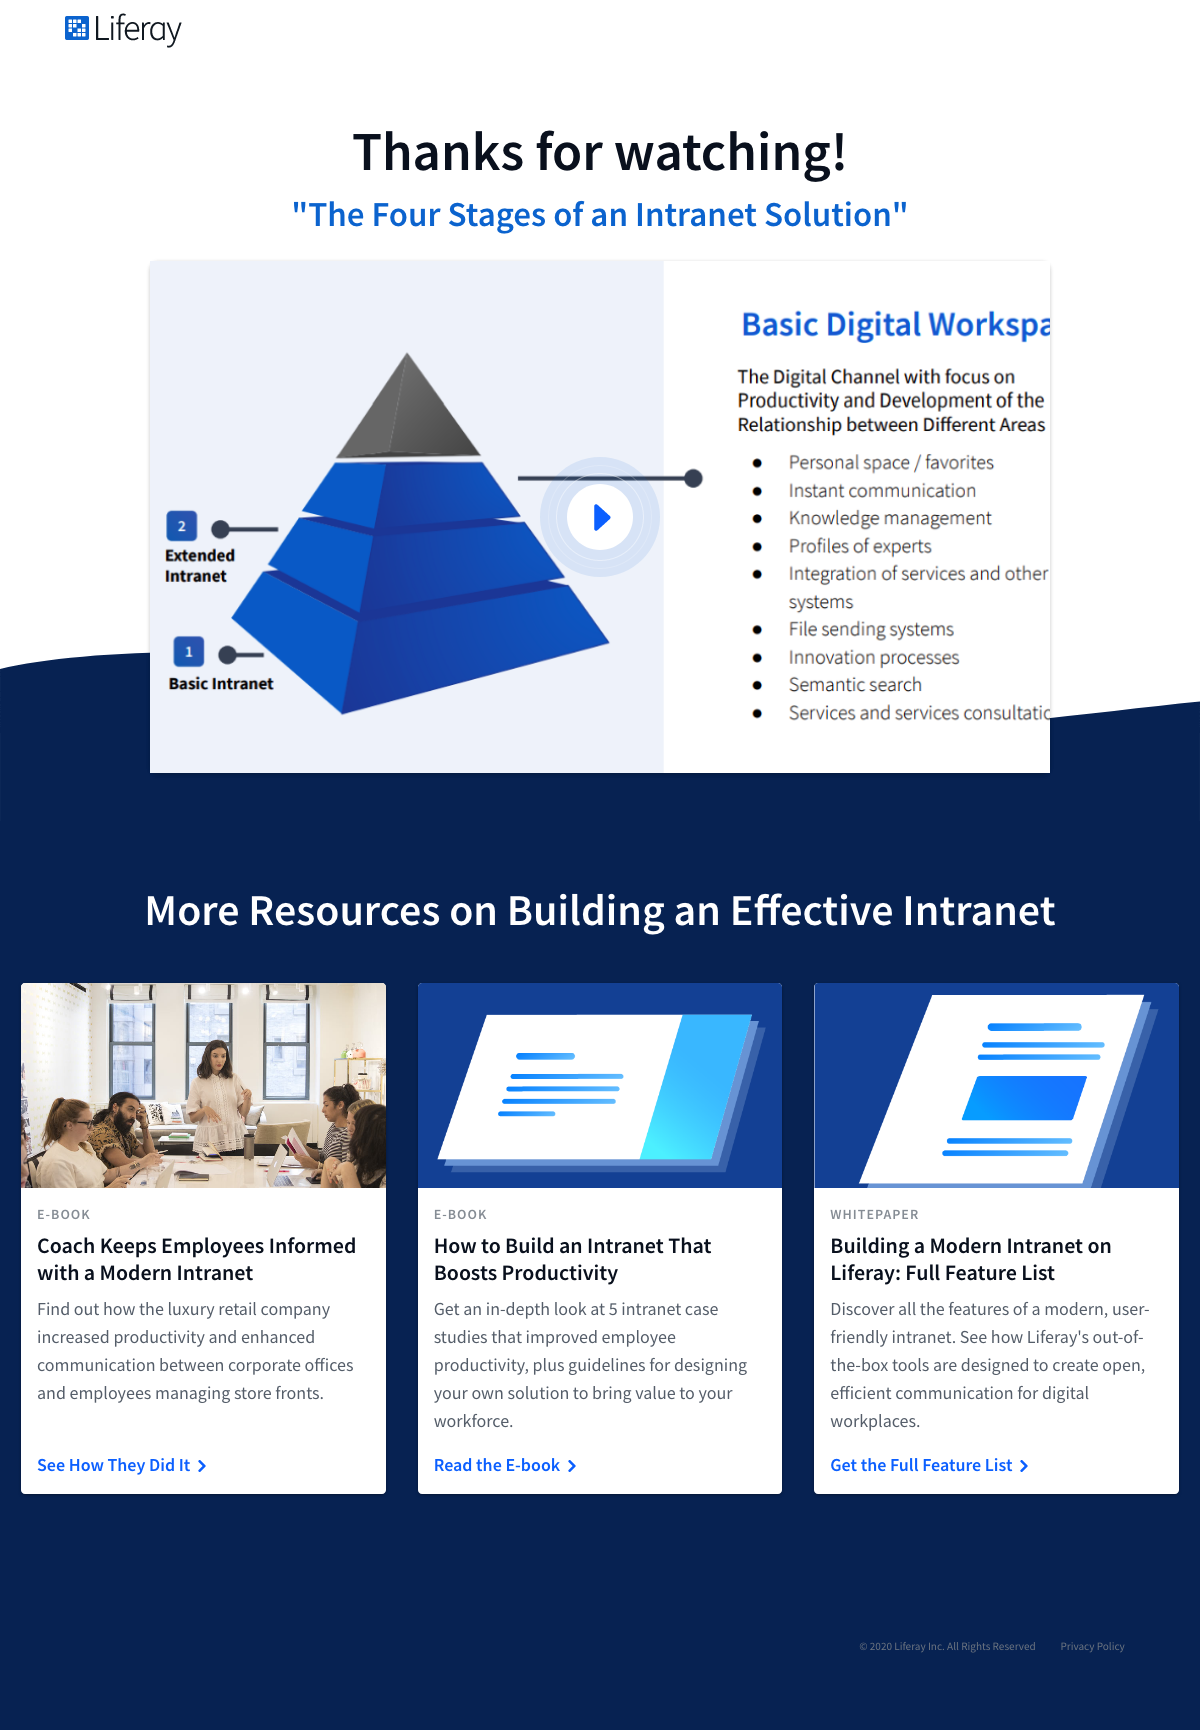 Liferay
Thanks for watching!
"The Four Stages of an Intranet Solution"
Basic Digital Workspa
The Digital Channel with focus on
Productivity and Development of the
Relationship between Different Areas
● Personal space / favorites
● Instant communication
● Knowledge management
● Profiles of experts
● Integration of services and other
systems
● File sending systems
● Innovation processes
● Semantic search
● Services and services consultatio
2
Extended
Intranet
1
Basic Intranet
More Resources on Building an Effective Intranet
E-BOOK
Coach Keeps Employees Informed
with a Modern Intranet
Find out how the luxury retail company
increased productivity and enhanced
communication between corporate offices
and employees managing store fronts.
See How They Did It
E-BOOK
How to Build an Intranet That
Boosts Productivity
Get an in-depth look at 5 intranet case
studies that improved employee
productivity, plus guidelines for designing
your own solution to bring value to your
workforce.
Read the E-book
WHITEPAPER
Building a Modern Intranet on
Liferay: Full Feature List
Discover all the features of a modern, user-
friendly intranet. See how Liferay's out-of-
the-box tools are designed to create open,
efficient communication for digital
workplaces.
Get the Full Feature List
© 2020 Liferay Inc. All Rights Reserved Privacy Policy